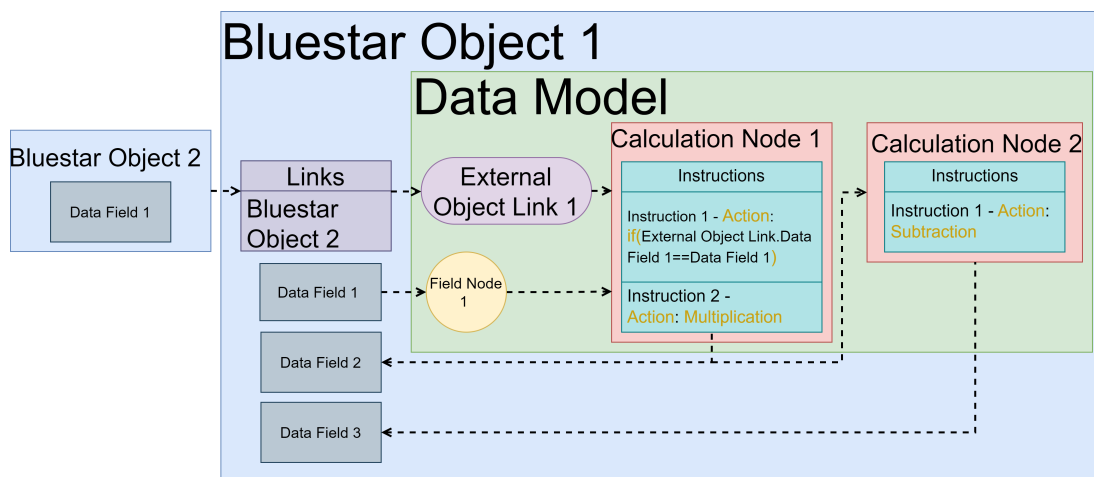 Bluestar Object 1
Data Model
Bluestar Object 2
Data Field 1
Links
Bluestar
Object 2
External
Object Link 1
Calculation Node 1
Instructions
Instruction 1 - Action:
if(External Object Link.Data
Field 1==Data Field 1)
Instruction 2 -
Action: Multiplication
Calculation Node 2
Instructions
Instruction 1 - Action:
Subtraction
Data Field 1
Field Node
1
Data Field 2
Data Field 3